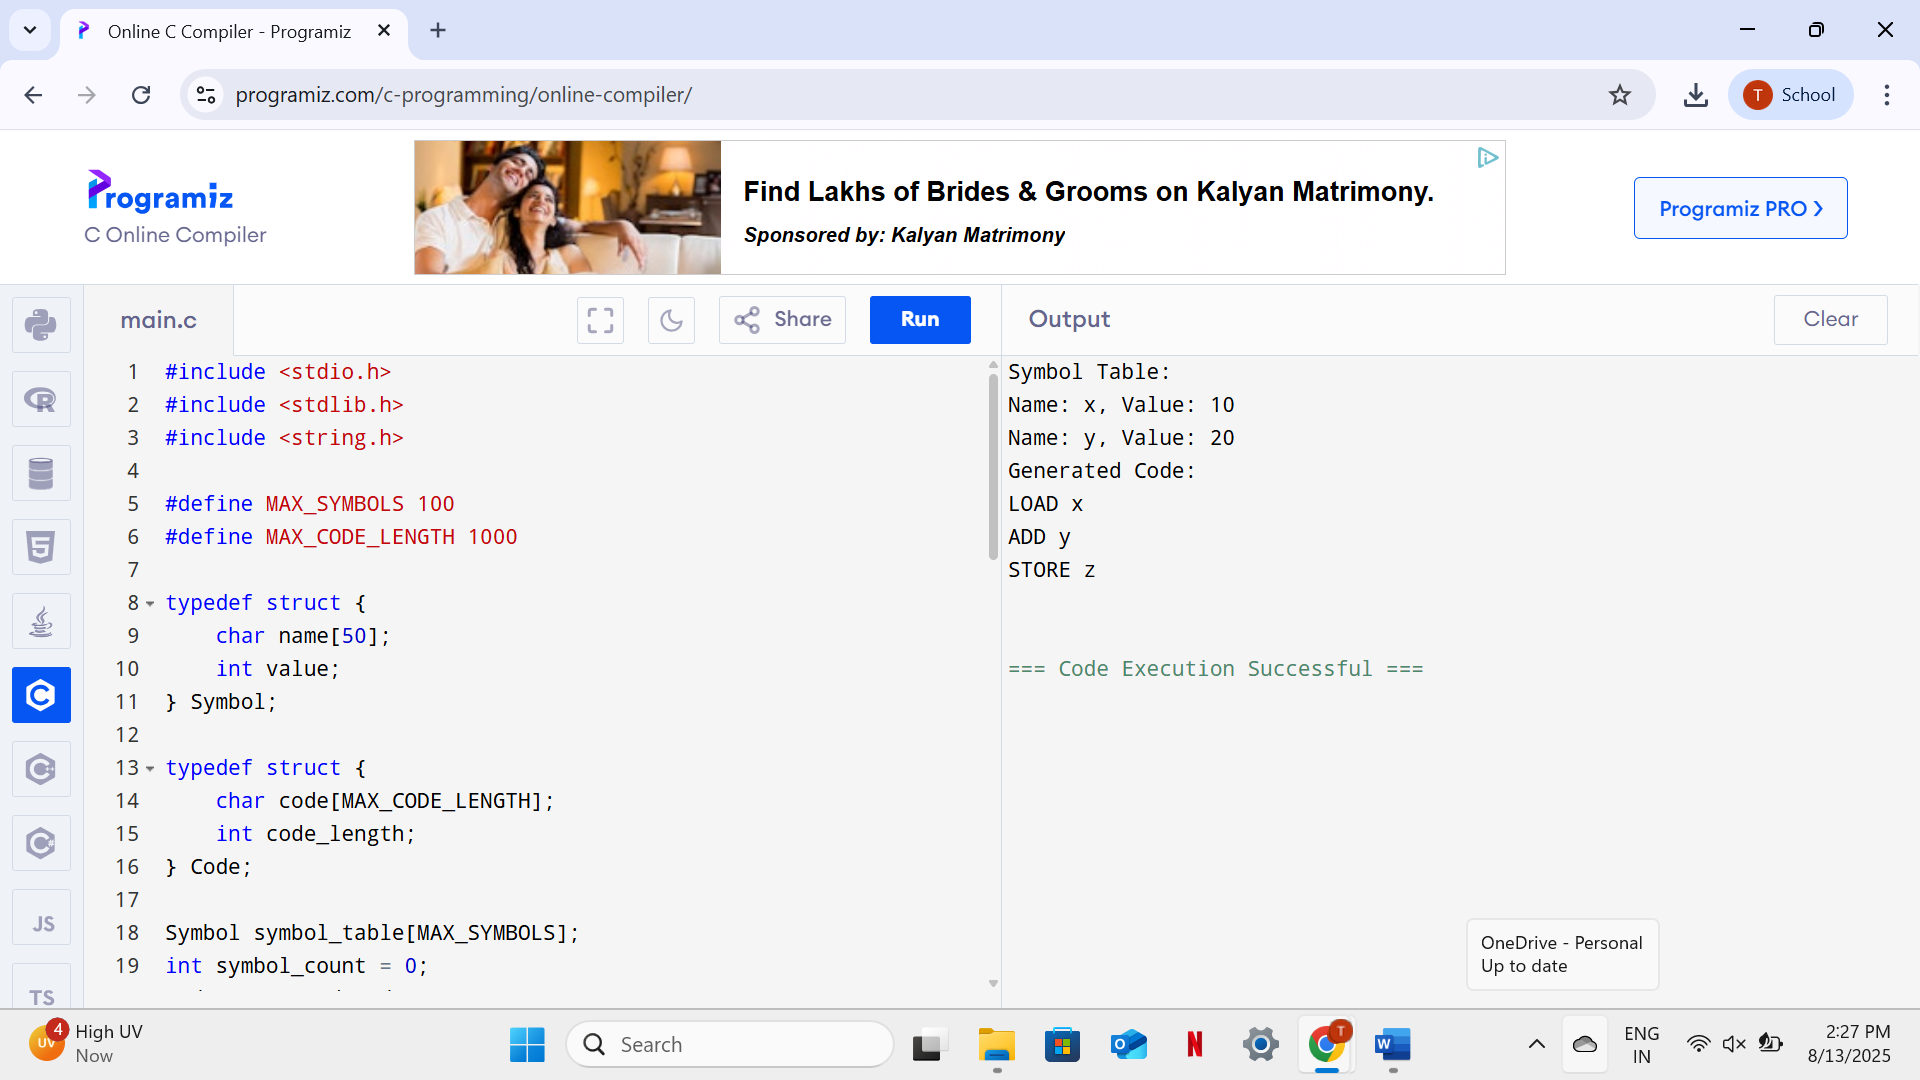 Online C Compiler - Programiz
programiz.com/c-programming/online-compiler/
T School
Programiz
C Online Compiler
Find Lakhs of Brides & Grooms on Kalyan Matrimony.
Sponsored by: Kalyan Matrimony
Programiz PRO
main.c
Share
Run
Output
Clear
1 #include <stdio.h>
2 #include <stdlib.h>
3 #include <string.h>
4
5 #define MAX_SYMBOLS 100
6 #define MAX_CODE_LENGTH 1000
7
8 typedef struct {
9 char name[50];
10 int value;
11 } Symbol;
12
13 typedef struct {
14 char code[MAX_CODE_LENGTH];
15 int code_length;
16 } Code;
17
18 Symbol symbol_table[MAX_SYMBOLS];
19 int symbol_count = 0;
Symbol Table:
Name: x, Value: 10
Name: y, Value: 20
Generated Code:
LOAD x
ADD y
STORE z
=== Code Execution Successful ===
JS
TS
OneDrive - Personal
Up to date
UV
4
High UV
Now
Search
T
ENG
IN
2:27 PM
8/13/2025